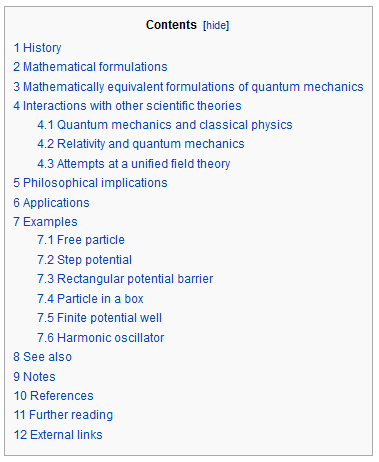 Contents [hide]
1 History
2 Mathematical formulations
3 Mathematically equivalent formulations of quantum mechanics
4 Interactions with other scientific theories
4.1 Quantum mechanics and classical physics
4.2 Relativity and quantum mechanics
4.3 Attempts at a unified field theory
5 Philosophical implications
6 Applications
7 Examples
7.1 Free particle
7.2 Step potential
7.3 Rectangular potential barrier
7.4 Particle in a box
7.5 Finite potential well
7.6 Harmonic oscillator
8 See also
9 Notes
10 References
11 Further reading
12 External links